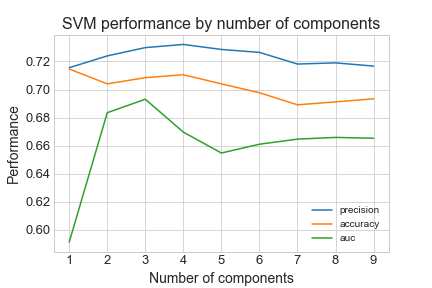 SVM performance by number of components
Performance
0.72
0.70
0.68
0.66
0.64
0.62
0.60
precision
accuracy
auc
1 2 3 4 5 6 7 8 9
Number of components